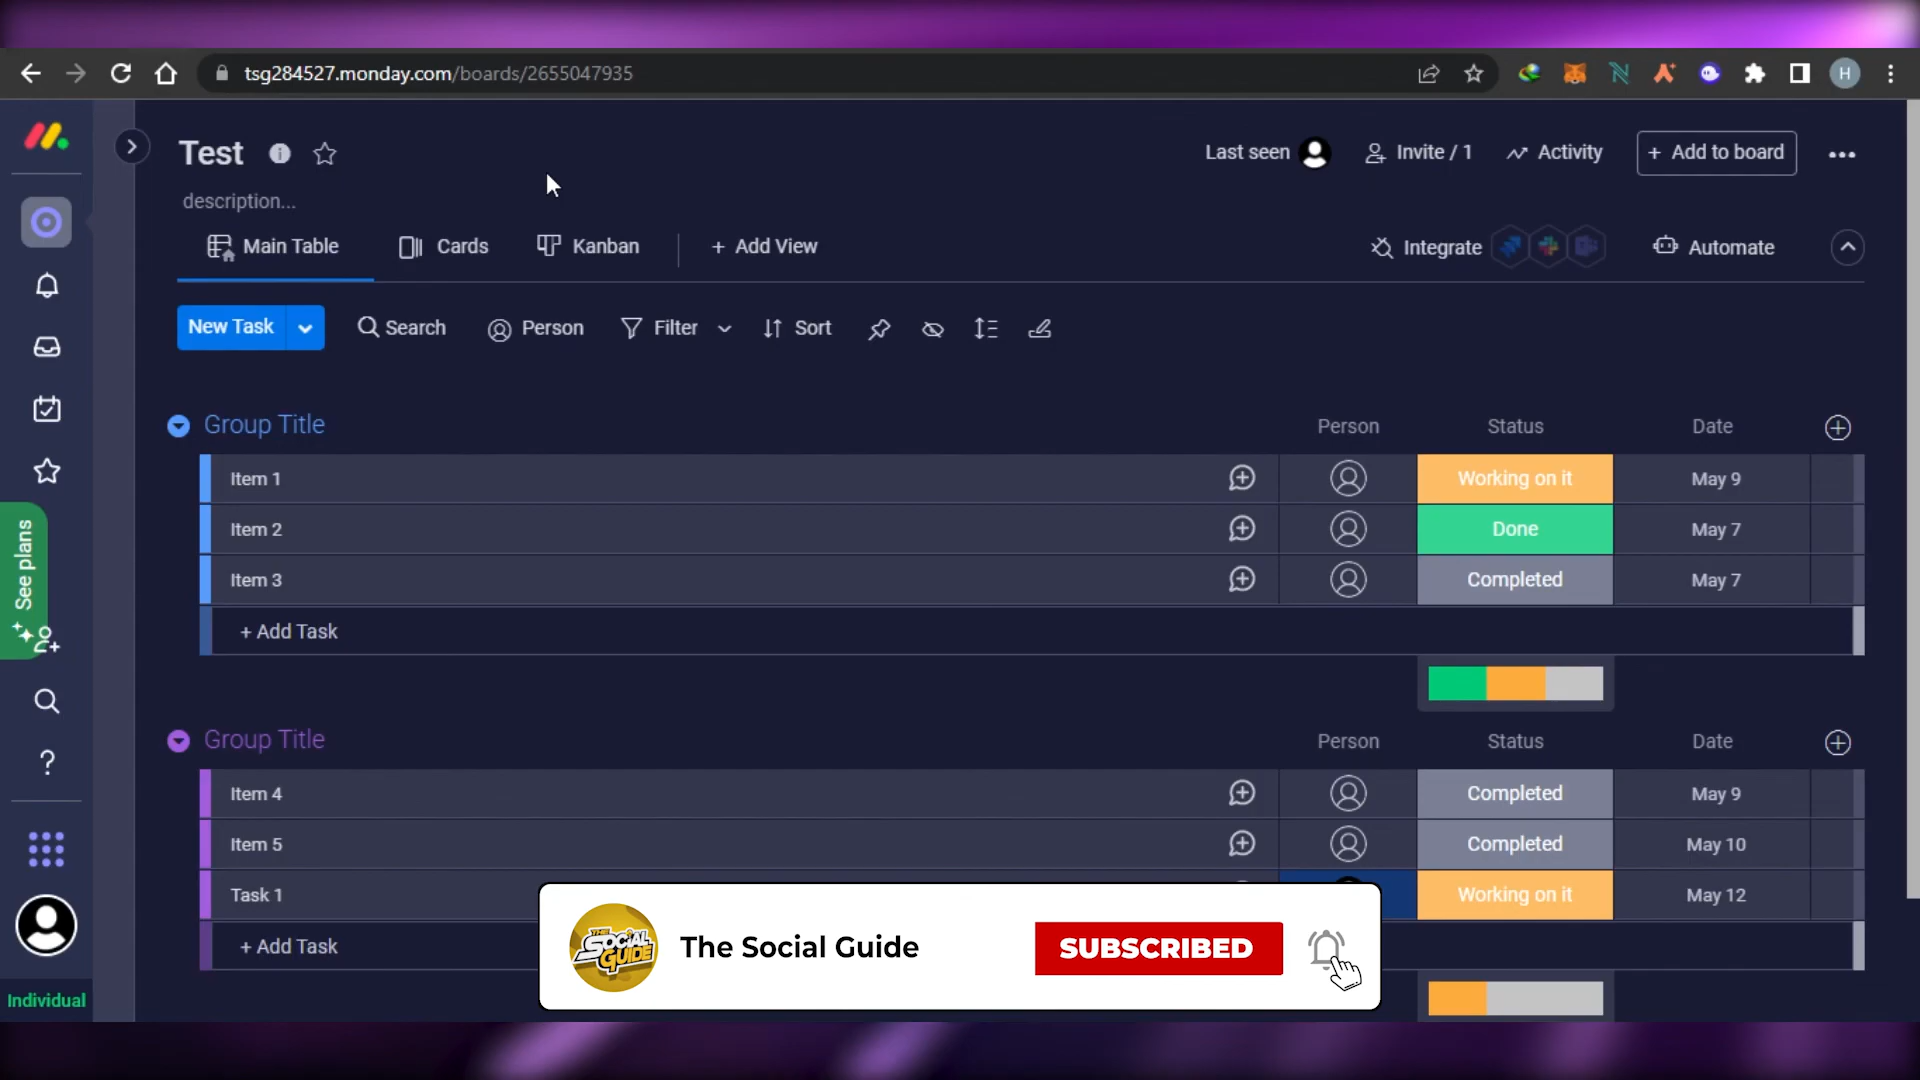 tsg284527.monday.com/boards/2655047935
H
Test
Last seen
Invite / 1
Activity
+ Add to board
description...
Main Table
Cards
Kanban
+ Add View
Integrate
Automate
New Task
Search
Person
Filter
Sort
Group Title
Person
Status
Date
Item 1
Working on it
May 9
Item 2
Done
May 7
Item 3
Completed
May 7
+ Add Task
See plans
Group Title
Person
Status
Date
Item 4
Completed
May 9
Item 5
Completed
May 10
Task 1
Working on it
May 12
+ Add Task
THE SOCIAL GUIDE
The Social Guide
SUBSCRIBED
Individual